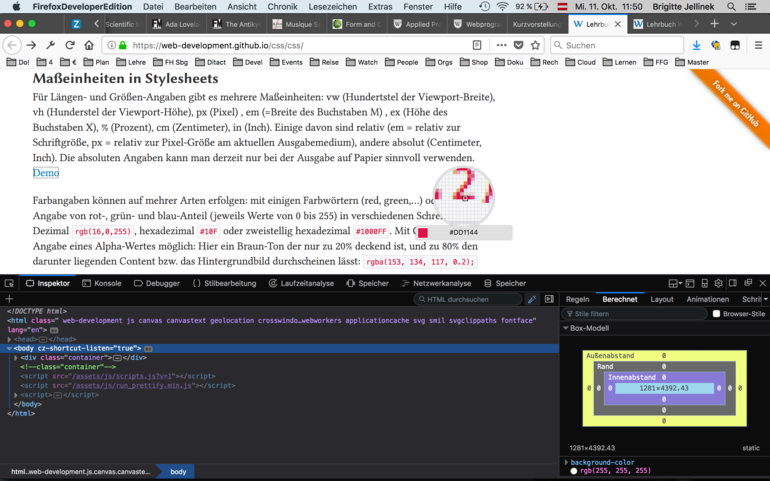 FirefoxDeveloperEdition Datei Bearbeiten Ansicht Chronik Lesezeichen Extras Fenster Hilfe 92 % Mi. 11. Okt. 11:50 Brigitte Jellinek
Scientific M Ada Lovela The Antiky Musique Sc Form and C Applied Pro Webprogra Kurzvorstellung Lehrbuc Lehrbuch W
https://web-development.github.io/css/css/ Suchen
Do! 4 € Plan Lehre FH Sbg Ditact Devel Events Reise Watch People Orgs Shop Doku Rech Cloud Lernen FFG Master
Maßeinheiten in Stylesheets
Für Längen- und Größen-Angaben gibt es mehrere Maßeinheiten: vw (Hundertstel der Viewport-Breite),
vh (Hunderstel der Viewport-Höhe), px (Pixel) , em (=Breite des Buchstaben M) , ex (Höhe des
Buchstaben X), % (Prozent), cm (Zentimeter), in (Inch). Einige davon sind relativ (em = relativ zur
Schriftgröße, px = relativ zur Pixel-Größe am aktuellen Ausgabemedium), andere absolut (Centimeter,
Inch). Die absoluten Angaben kann man derzeit nur bei der Ausgabe auf Papier sinnvoll verwenden.
Demo
Fork me on GitHub
Farbangaben können auf mehrer Arten erfolgen: mit einigen Farbwörtern (red, green,…) o
Angabe von rot-, grün- und blau-Anteil (jeweils Werte von 0 bis 255) in verschiedenen Schre
Dezimal rgb(16,0,255), hexadezimal #10F oder zweistellig hexadezimal #1000FF . Mit
#DD1144
Angabe eines Alpha-Wertes möglich: Hier ein Braun-Ton der nur zu 20% deckend ist, und zu 80% den
darunter liegenden Content bzw. das Hintergrundbild durchscheinen lässt: rgba(153, 134, 117, 0.2);
Inspektor Konsole Debugger Stilbearbeitung Laufzeitanalyse Speicher Netzwerkanalyse Speicher
HTML durchsuchen
Regeln Berechnet Layout Animationen Schri
Stile filtern Browser-Stile
<!DOCTYPE html>
<html class=" web-development js canvas canvastext geolocation crosswindo…webworkers applicationcache svg smil svgclippaths fontface"
lang="en">
<head></head>
<body cz-shortcut-listen="true">
<div class="container"></div>
<!--class="container"-->
<script src="/assets/js/scripts.js?v=1"></script>
<script src="/assets/js/run_prettify.min.js"></script>
<script></script>
</body>
</html>
Box-Modell
Außenabstand 0
Rand 0
Innenabstand 0
0 0 0 1281×4392.43 0 0 0
0
0
0
1281×4392.43 static
background-color
rgb(255, 255, 255)
html..web-development.js.canvas.canvaste… body